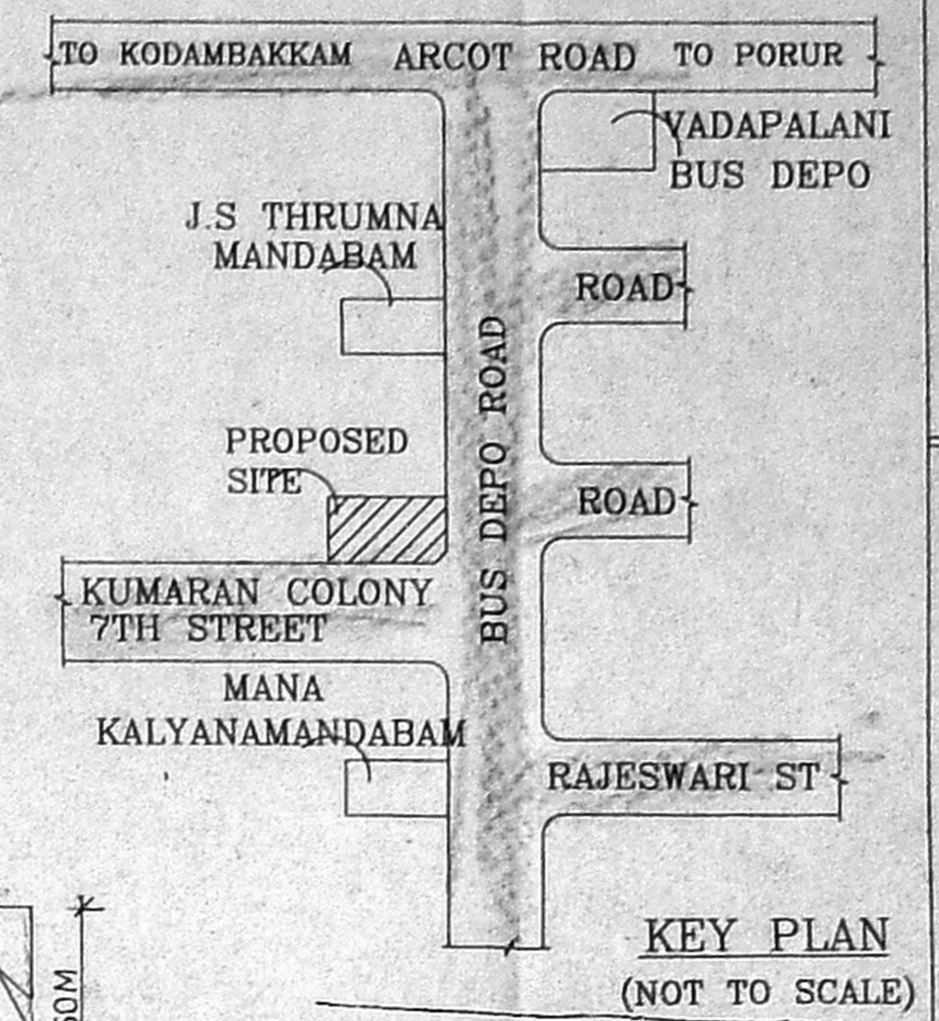 TO KODAMBAKKAM ARCOT ROAD TO PORUR
VADAPALANI
BUS DEPO
J.S THRUMNA
MANDABAM
ROAD
BUS DEPO ROAD
PROPOSED
SITE
ROAD
KUMARAN COLONY
7TH STREET
MANA
KALYANAMANDABAM
RAJESWARI ST
KEY PLAN
(NOT TO SCALE)